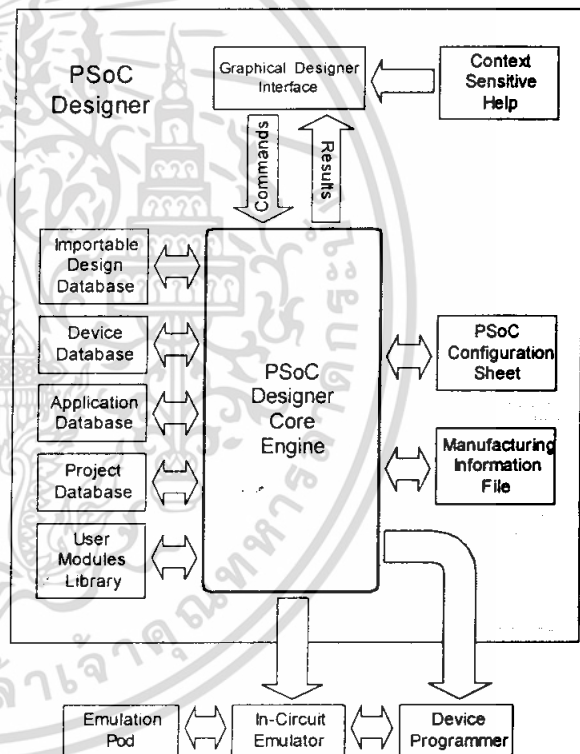 PSoC
Designer
Graphical Designer
Interface
Context
Sensitive
Help
Commands
Results
Importable
Design
Database
Device
Database
Application
Database
Project
Database
User
Modules
Library
PSoC
Designer
Core
Engine
PSoC
Configuration
Sheet
Manufacturing
Information
File
Emulation
Pod
In-Circuit
Emulator
Device
Programmer